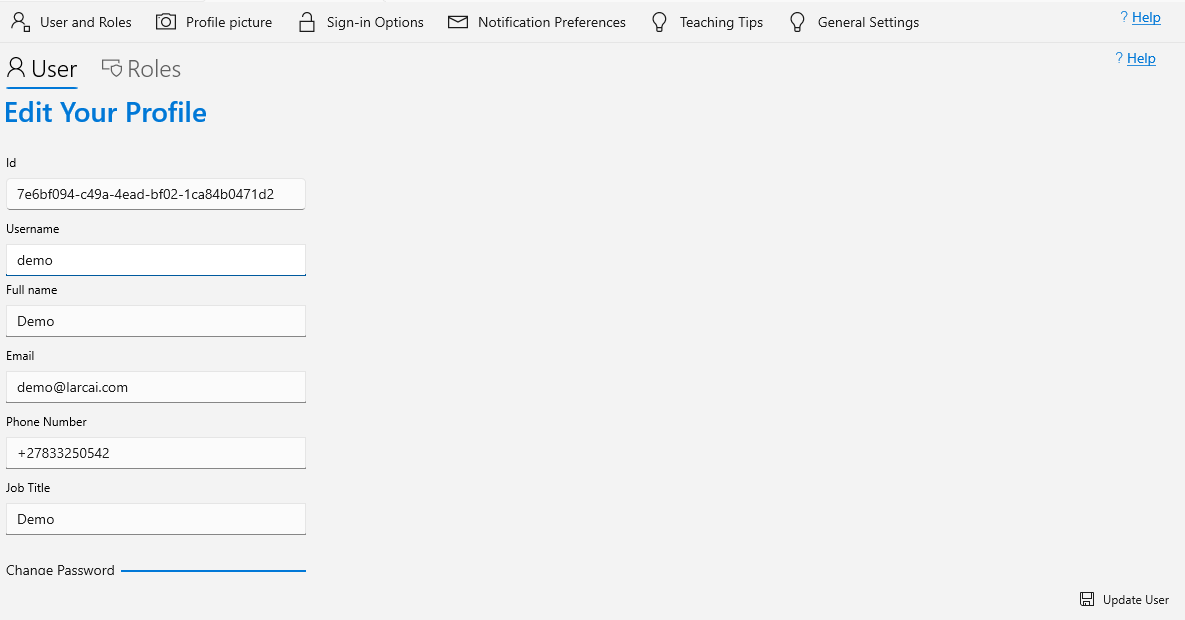 User and Roles Profile picture Sign-in Options Notification Preferences Teaching Tips General Settings ? Help
User Roles ? Help
Edit Your Profile
Id
7e6bf094-c49a-4ead-bf02-1ca84b0471d2
Username
demo
Full name
Demo
Email
demo@larcai.com
Phone Number
+27833250542
Job Title
Demo
Change Password
Update User